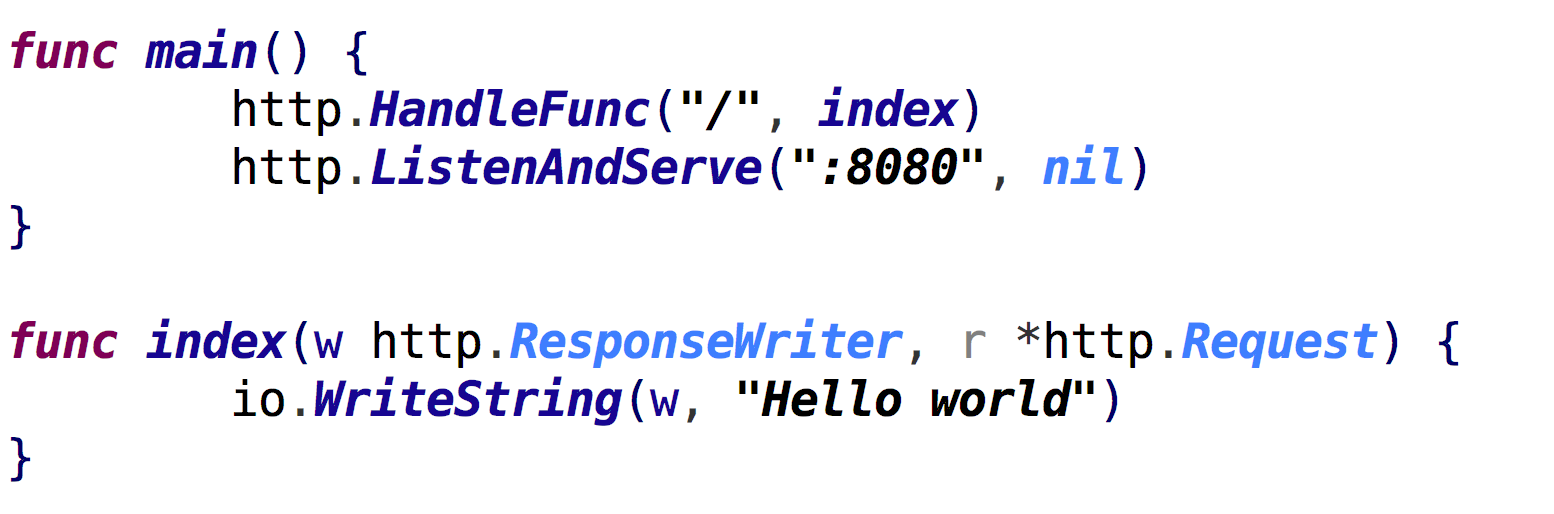 func main() {
        http.HandleFunc("/", index)
        http.ListenAndServe(":8080", nil)
}

func index(w http.ResponseWriter, r *http.Request) {
        io.WriteString(w, "Hello world")
}